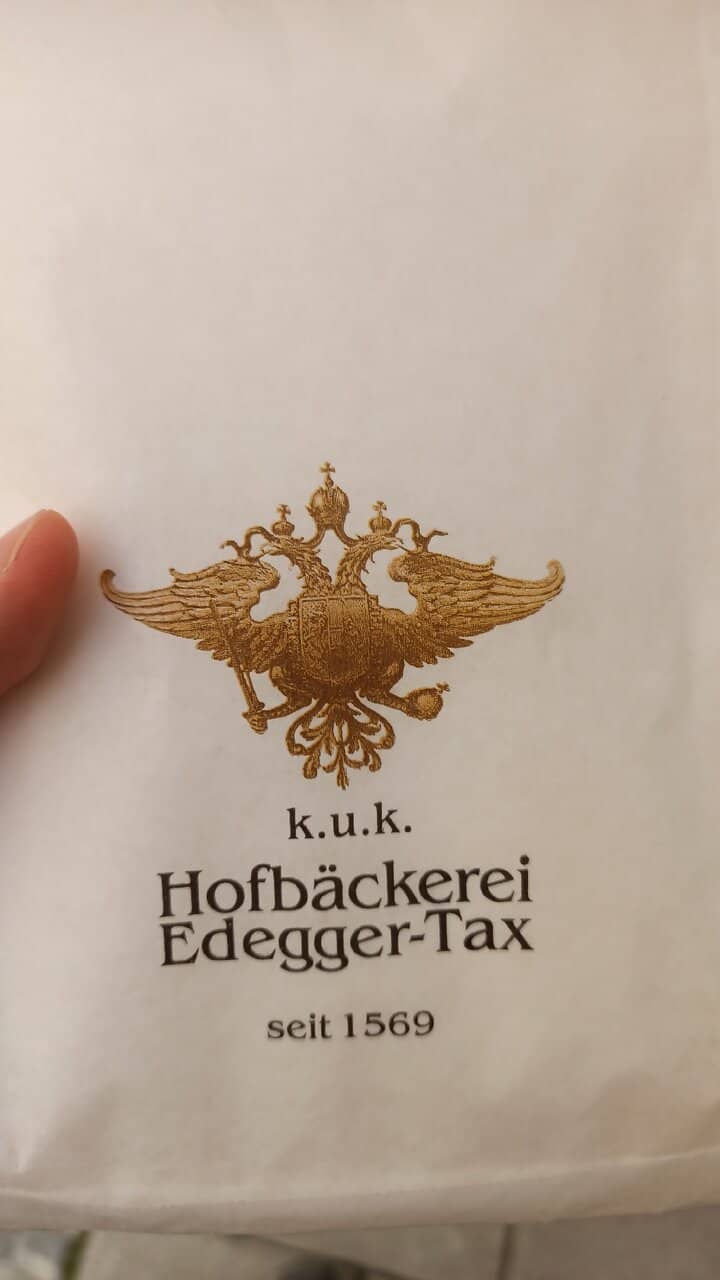 k.u.k.
Hofbäckerei
Edegger-Tax
seit 1569